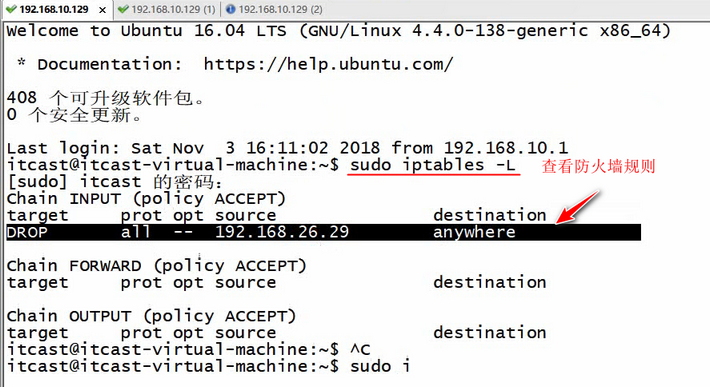 192.168.10.129 × 192.168.10.129 (1) 192.168.10.129 (2)
Welcome to Ubuntu 16.04 LTS (GNU/Linux 4.4.0-138-generic x86_64)
* Documentation: https://help.ubuntu.com/
408 个可升级软件包。
0 个安全更新。
Last login: Sat Nov 3 16:11:02 2018 from 192.168.10.1
itcast@itcast-virtual-machine:~$ sudo iptables -L 查看防火墙规则
[sudo] itcast 的密码：
Chain INPUT (policy ACCEPT)
target prot opt source destination
DROP all -- 192.168.26.29 anywhere
Chain FORWARD (policy ACCEPT)
target prot opt source destination
Chain OUTPUT (policy ACCEPT)
target prot opt source destination
itcast@itcast-virtual-machine:~$ ^C
itcast@itcast-virtual-machine:~$ sudo i